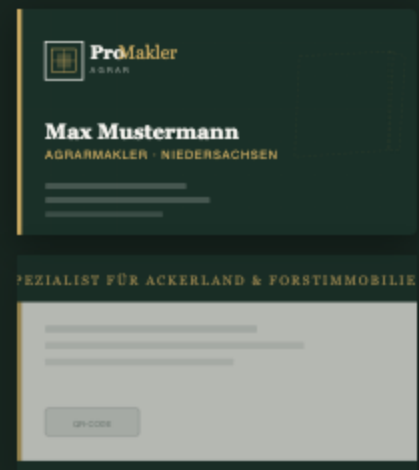 ProMakler
AGRAR
Max Mustermann
AGRARMAKLER · NIEDERSACHSEN
PEZIALIST FÜR ACKERLAND & FORSTIMMOBILIE
QR-CODE